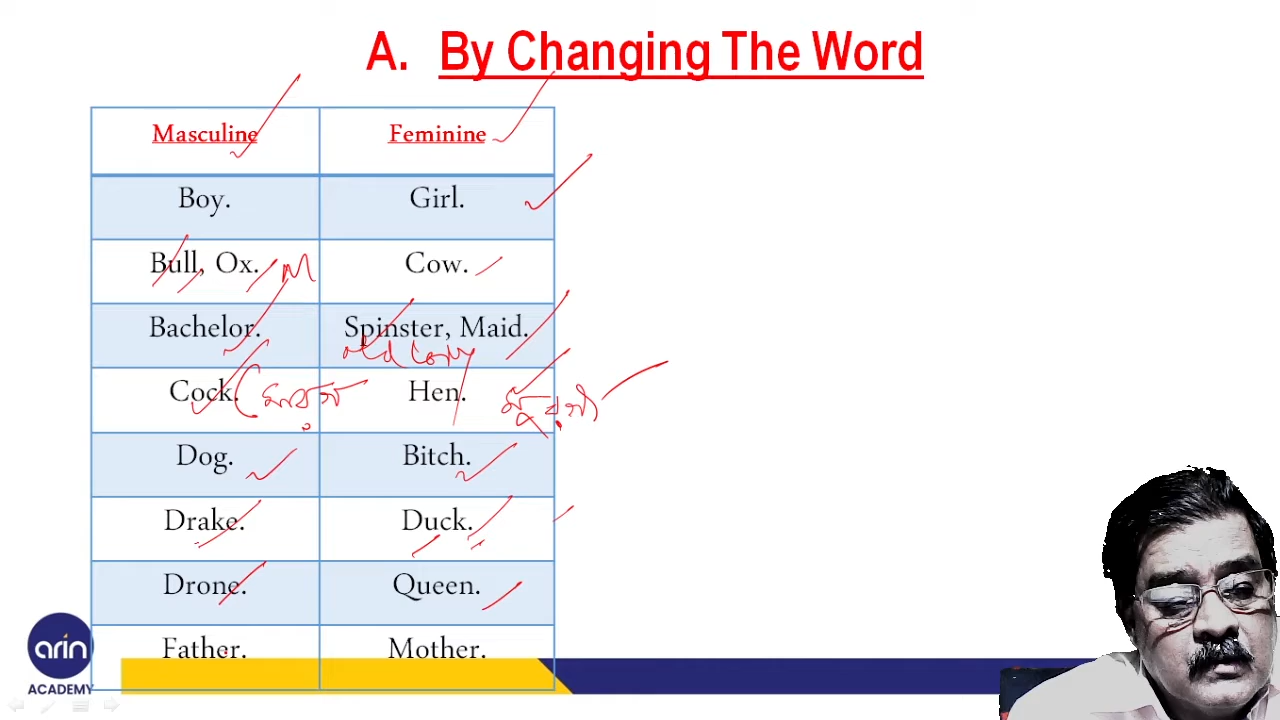 A. By Changing The Word
Masculine Feminine
Boy. Girl.
Bull, Ox. M Cow.
Bachelor. Spinster, Maid.
old
Cock. Hen.
Dog. Bitch.
Drake. Duck.
Drone. Queen.
Father. Mother.
arin
ACADEMY